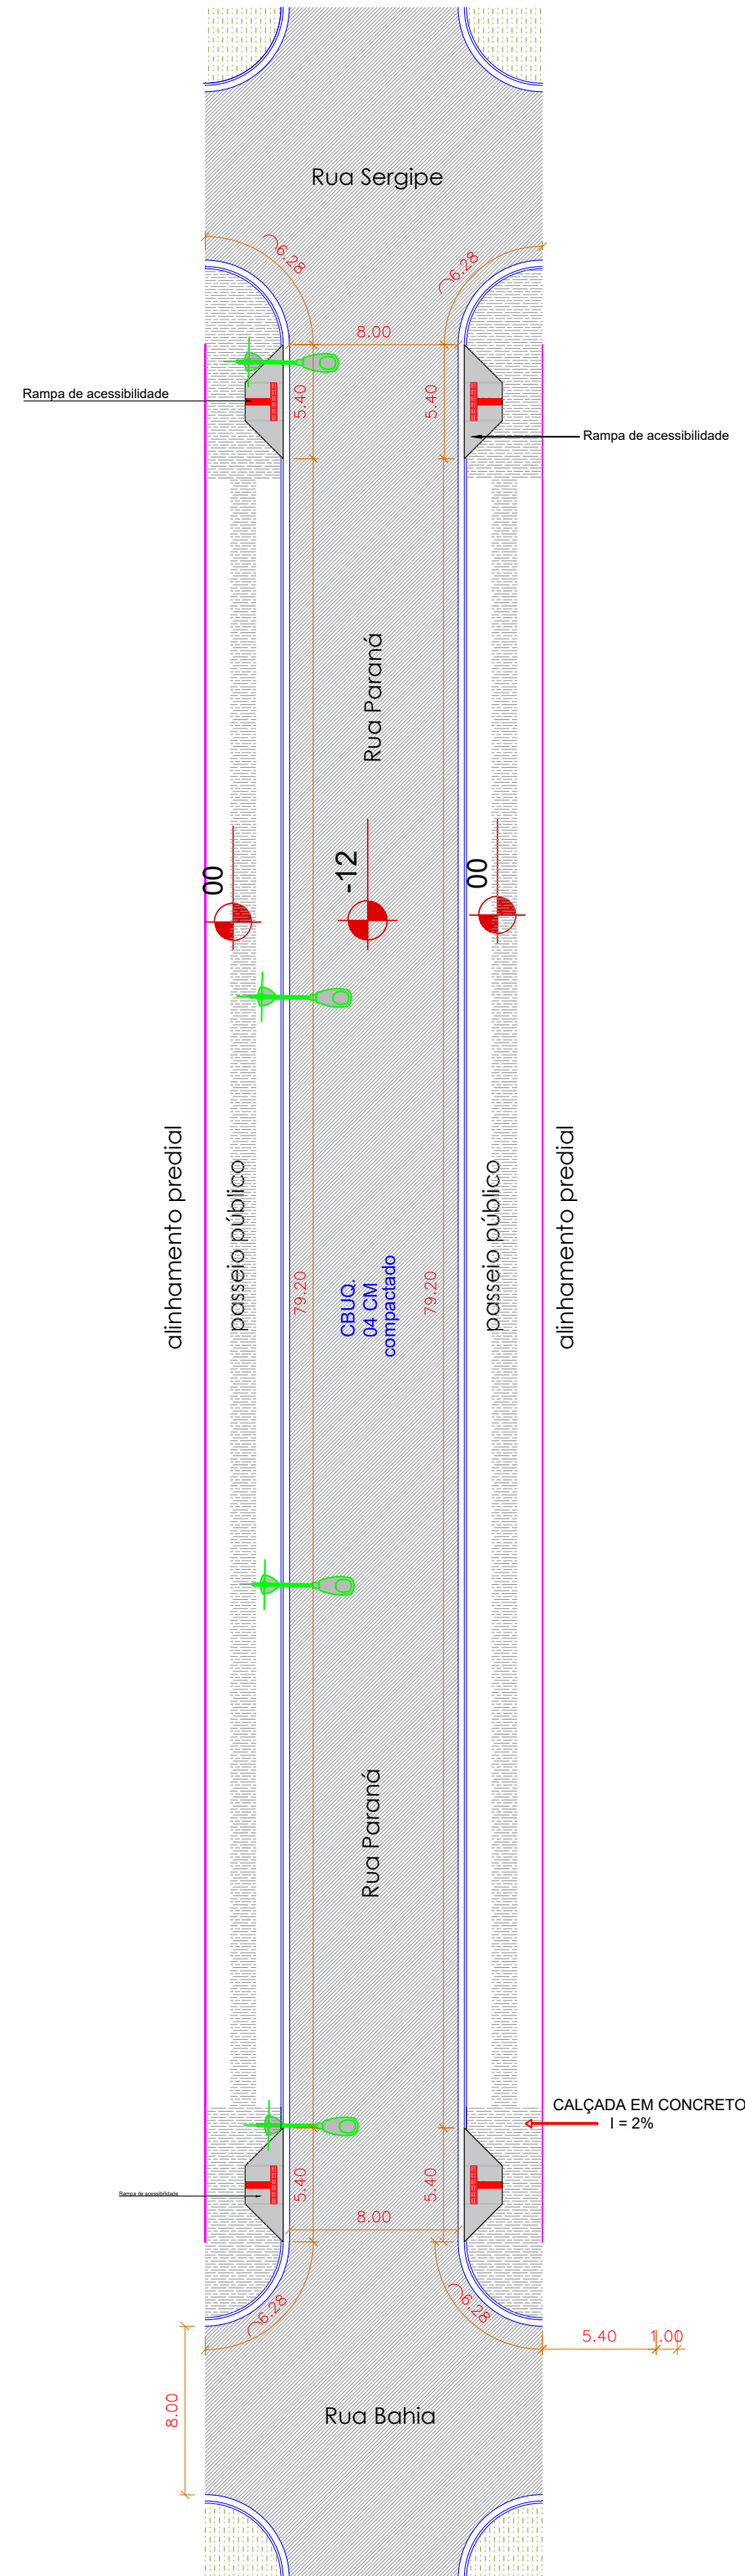 Rua Sergipe
6.28
6.28
8.00
Rampa de acessibilidade
5.40
5.40
Rampa de acessibilidade
Rua Paraná
00
-12
00
alinhamento predial
passeio público
passeio público
alinhamento predial
79.20
CBUQ.
04 CM
compactado
79.20
Rua Paraná
CALÇADA EM CONCRETO
I = 2%
Rampa de acessibilidade
5.40
5.40
8.00
6.28
6.28
5.40
1.00
8.00
Rua Bahia